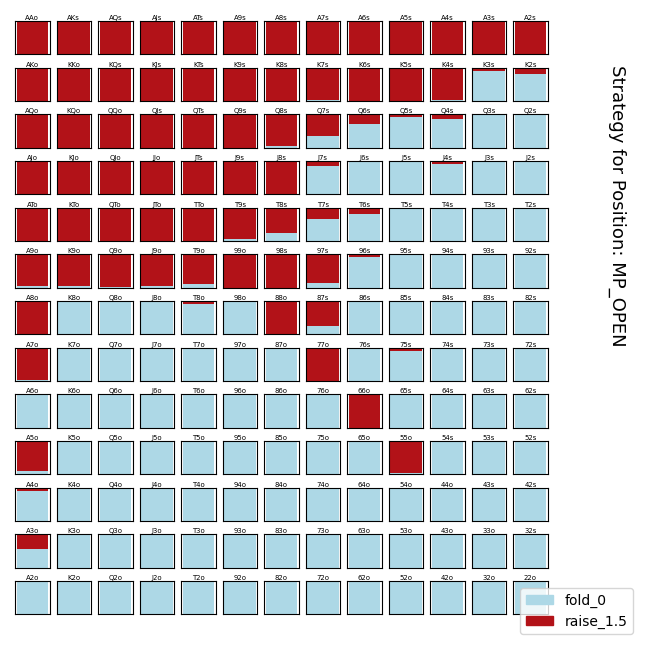 AAo AKs AQs AJs ATs A9s A8s A7s A6s A5s A4s A3s A2s
AKo KKo KQs KJs KTs K9s K8s K7s K6s K5s K4s K3s K2s
AQo KQo QQo QJs QTs Q9s Q8s Q7s Q6s Q5s Q4s Q3s Q2s
AJo KJo QJo JJo JTs J9s J8s J7s J6s J5s J4s J3s J2s
ATo KTo QTo JTo TTo T9s T8s T7s T6s T5s T4s T3s T2s
A9o K9o Q9o J9o T9o 99o 98s 97s 96s 95s 94s 93s 92s
A8o K8o Q8o J8o T8o 98o 88o 87s 86s 85s 84s 83s 82s
A7o K7o Q7o J7o T7o 97o 87o 77o 76s 75s 74s 73s 72s
A6o K6o Q6o J6o T6o 96o 86o 76o 66o 65s 64s 63s 62s
A5o K5o Q5o J5o T5o 95o 85o 75o 65o 55o 54s 53s 52s
A4o K4o Q4o J4o T4o 94o 84o 74o 64o 54o 44o 43s 42s
A3o K3o Q3o J3o T3o 93o 83o 73o 63o 53o 43o 33o 32s
A2o K2o Q2o J2o T2o 92o 82o 72o 62o 52o 42o 32o 22o
Strategy for Position: MP_OPEN
fold_0
raise_1.5